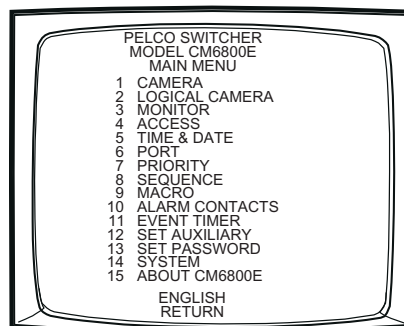 PELCO SWITCHER
MODEL CM6800E
MAIN MENU
1 CAMERA
2 LOGICAL CAMERA
3 MONITOR
4 ACCESS
5 TIME & DATE
6 PORT
7 PRIORITY
8 SEQUENCE
9 MACRO
10 ALARM CONTACTS
11 EVENT TIMER
12 SET AUXILIARY
13 SET PASSWORD
14 SYSTEM
15 ABOUT CM6800E
ENGLISH
RETURN